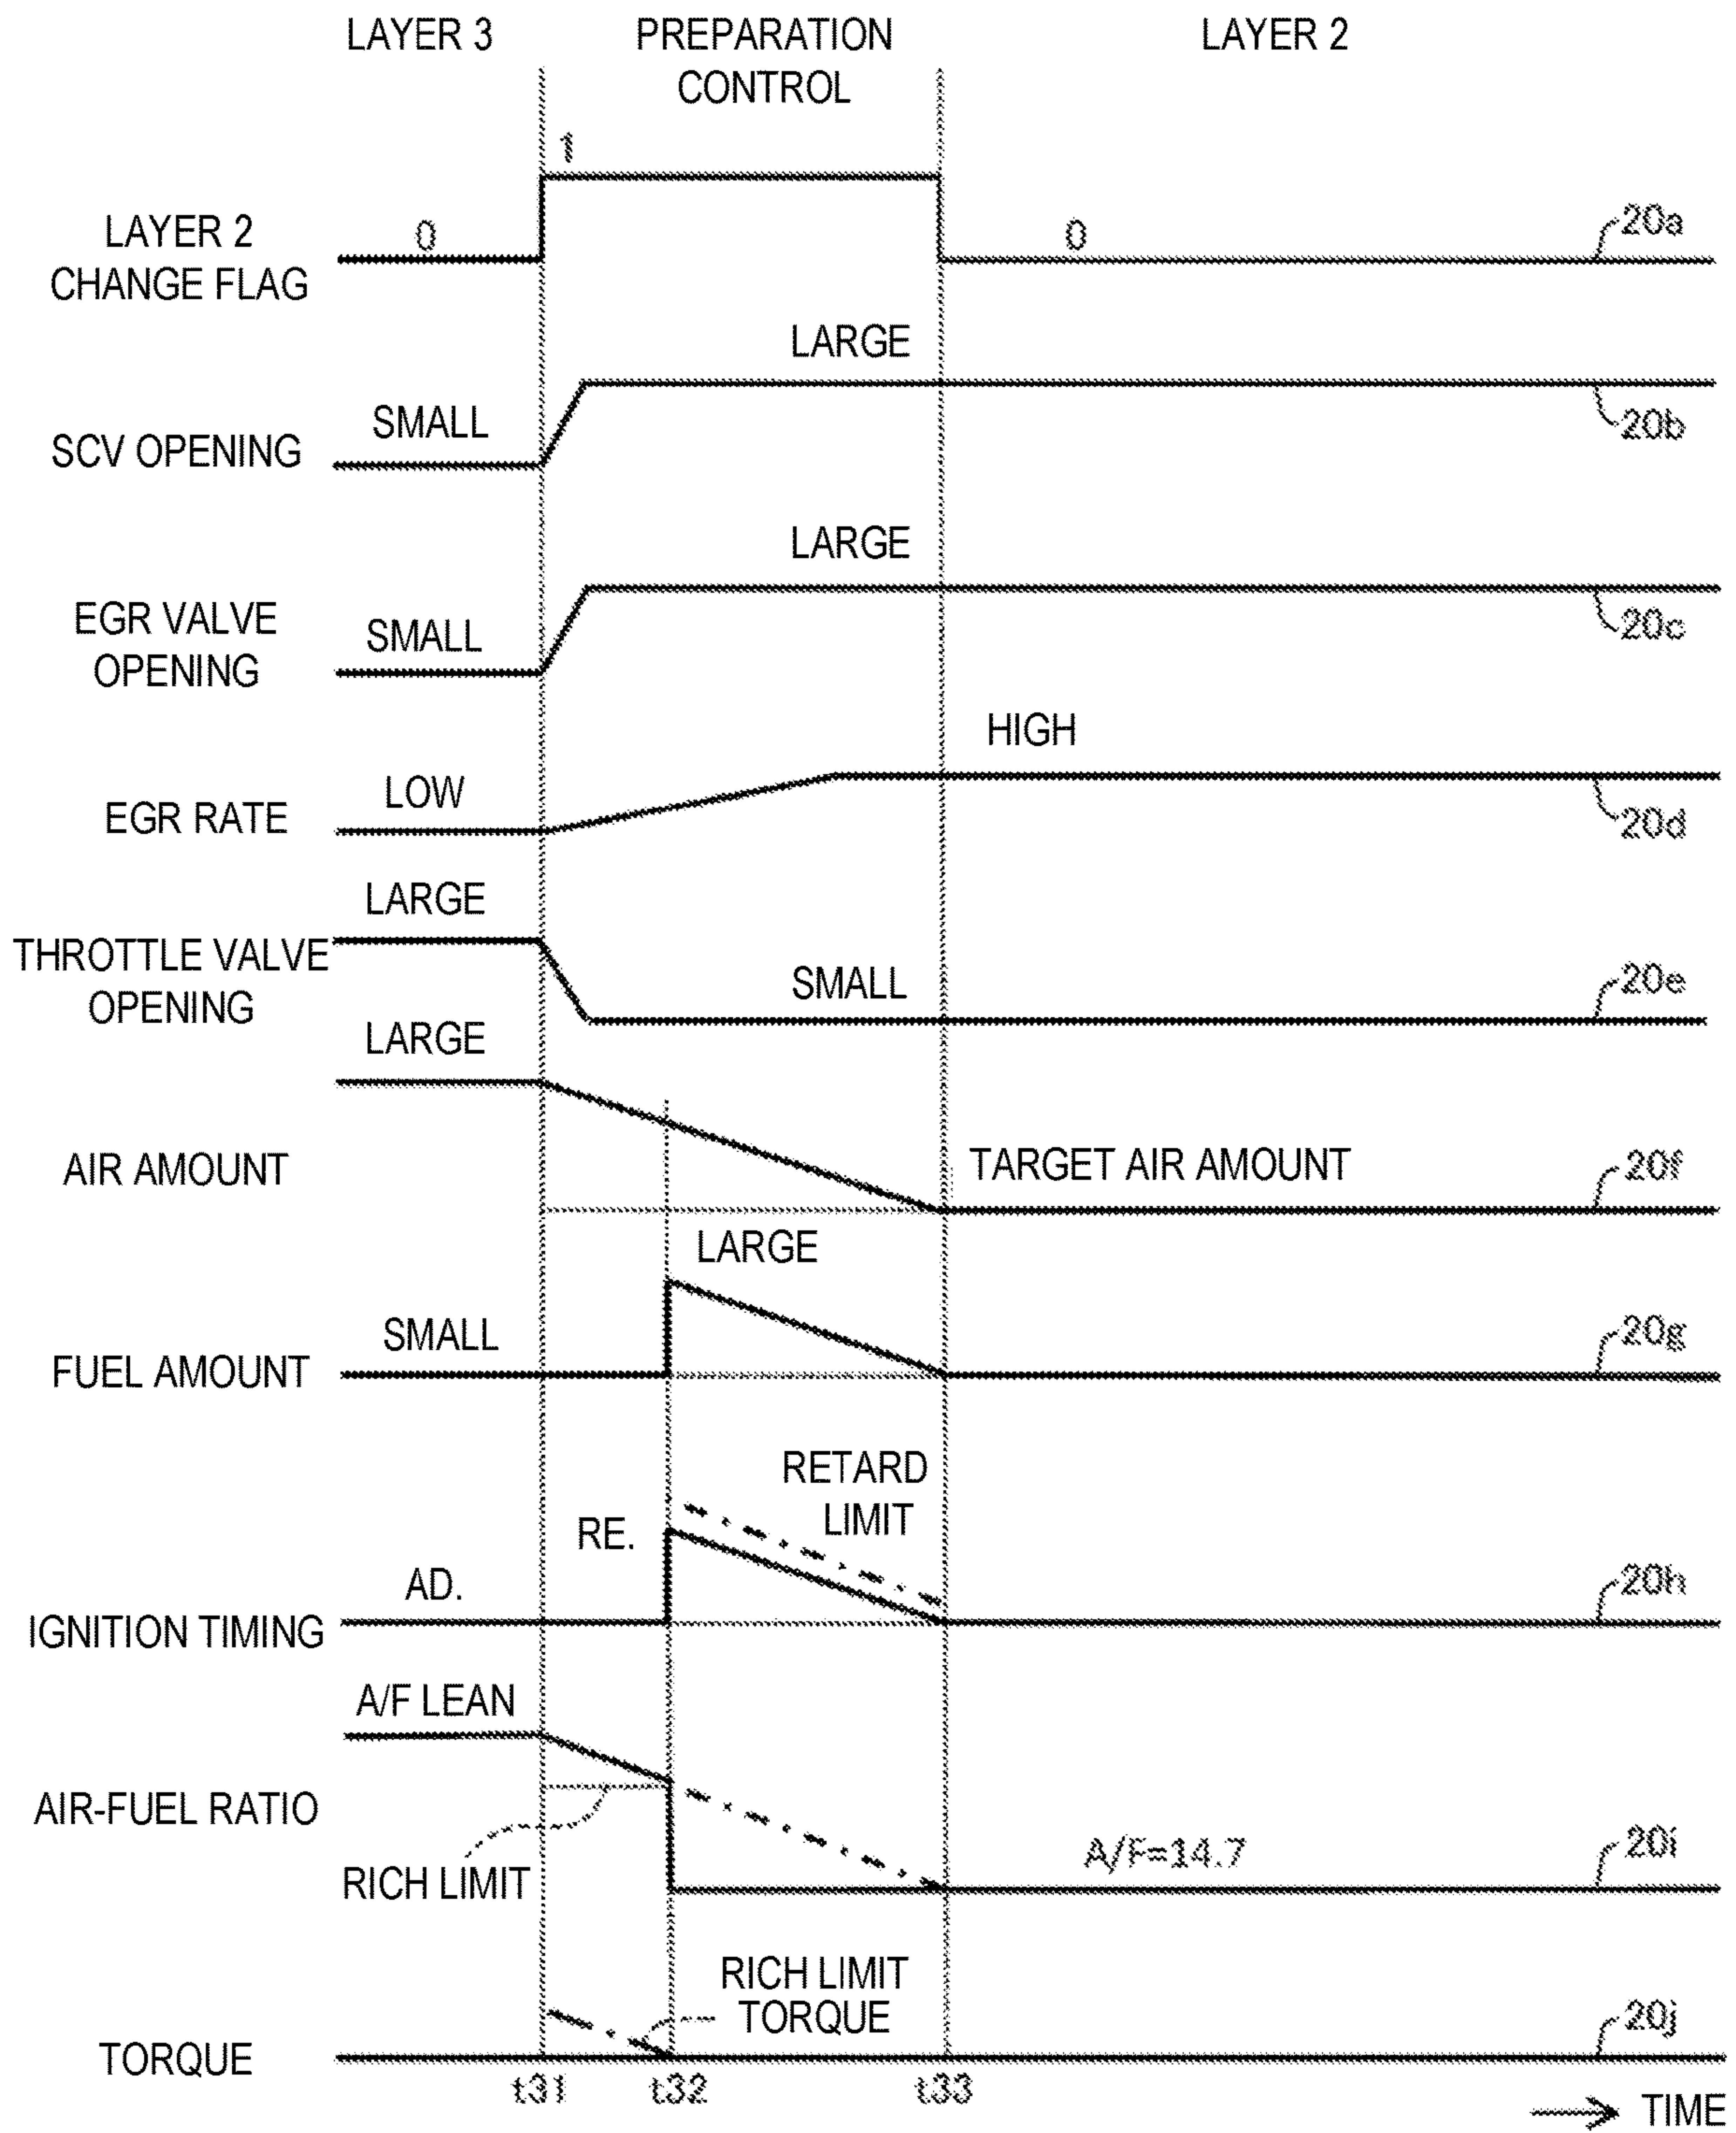 LAYER 3
PREPARATION
CONTROL
LAYER 2
1
LAYER 2
CHANGE FLAG
0
0
20a
LARGE
SMALL
SCV OPENING
20b
LARGE
EGR VALVE
OPENING
SMALL
20c
HIGH
LOW
EGR RATE
20d
LARGE
THROTTLE VALVE
OPENING
SMALL
20e
LARGE
AIR AMOUNT
TARGET AIR AMOUNT
20f
LARGE
SMALL
FUEL AMOUNT
20g
RETARD
LIMIT
RE.
AD.
IGNITION TIMING
20h
A/F LEAN
AIR-FUEL RATIO
RICH LIMIT
A/F=14.7
20i
RICH LIMIT
TORQUE
TORQUE
20j
t31
t32
t33
TIME